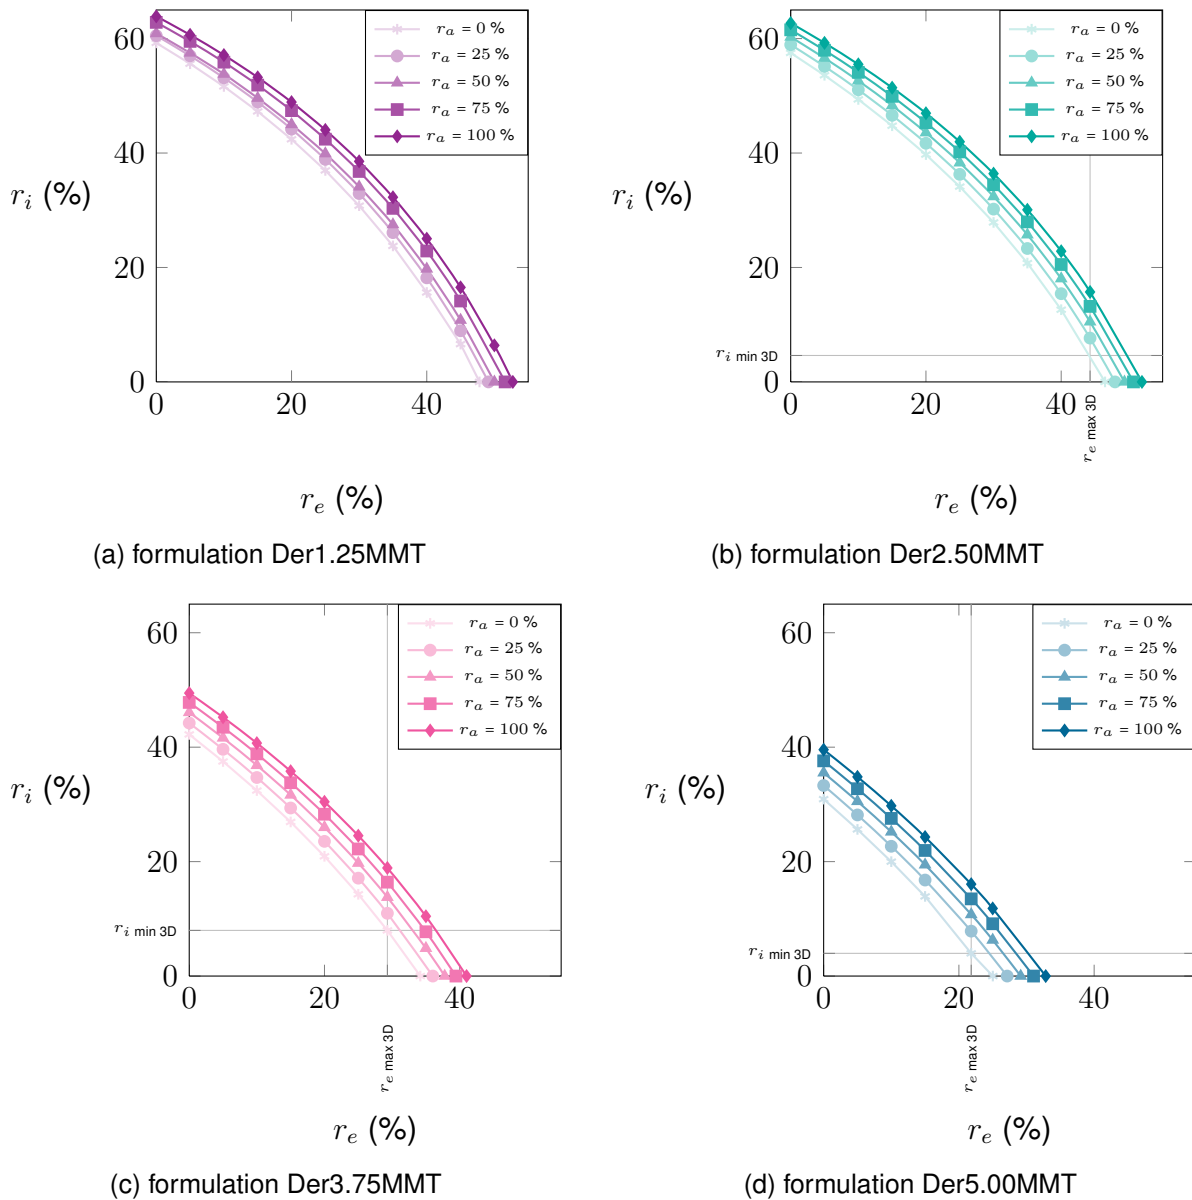 60
40
20
0
r_i (%)
0 20 40
r_e (%)
r_a = 0 %
r_a = 25 %
r_a = 50 %
r_a = 75 %
r_a = 100 %
(a) formulation Der1.25MMT
60
40
20
0
r_i (%)
r_i min 3D
0 20 40
r_e max 3D
r_e (%)
r_a = 0 %
r_a = 25 %
r_a = 50 %
r_a = 75 %
r_a = 100 %
(b) formulation Der2.50MMT
60
40
20
0
r_i (%)
r_i min 3D
0 20 40
r_e max 3D
r_e (%)
r_a = 0 %
r_a = 25 %
r_a = 50 %
r_a = 75 %
r_a = 100 %
(c) formulation Der3.75MMT
60
40
20
0
r_i (%)
r_i min 3D
0 20 40
r_e max 3D
r_e (%)
r_a = 0 %
r_a = 25 %
r_a = 50 %
r_a = 75 %
r_a = 100 %
(d) formulation Der5.00MMT